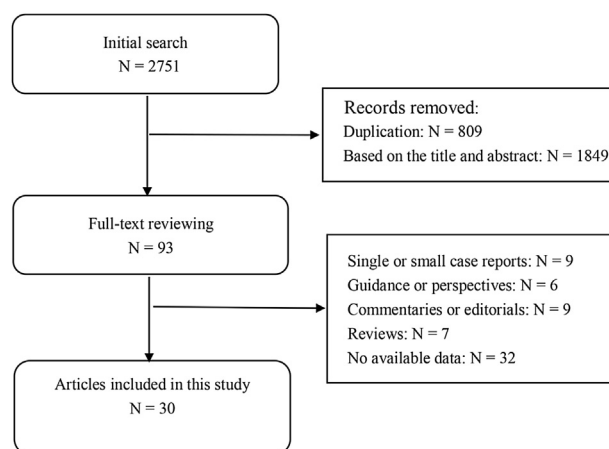 Initial search
N = 2751
Records removed:
Duplication: N = 809
Based on the title and abstract: N = 1849
Full-text reviewing
N = 93
Single or small case reports: N = 9
Guidance or perspectives: N = 6
Commentaries or editorials: N = 9
Reviews: N = 7
No available data: N = 32
Articles included in this study
N = 30